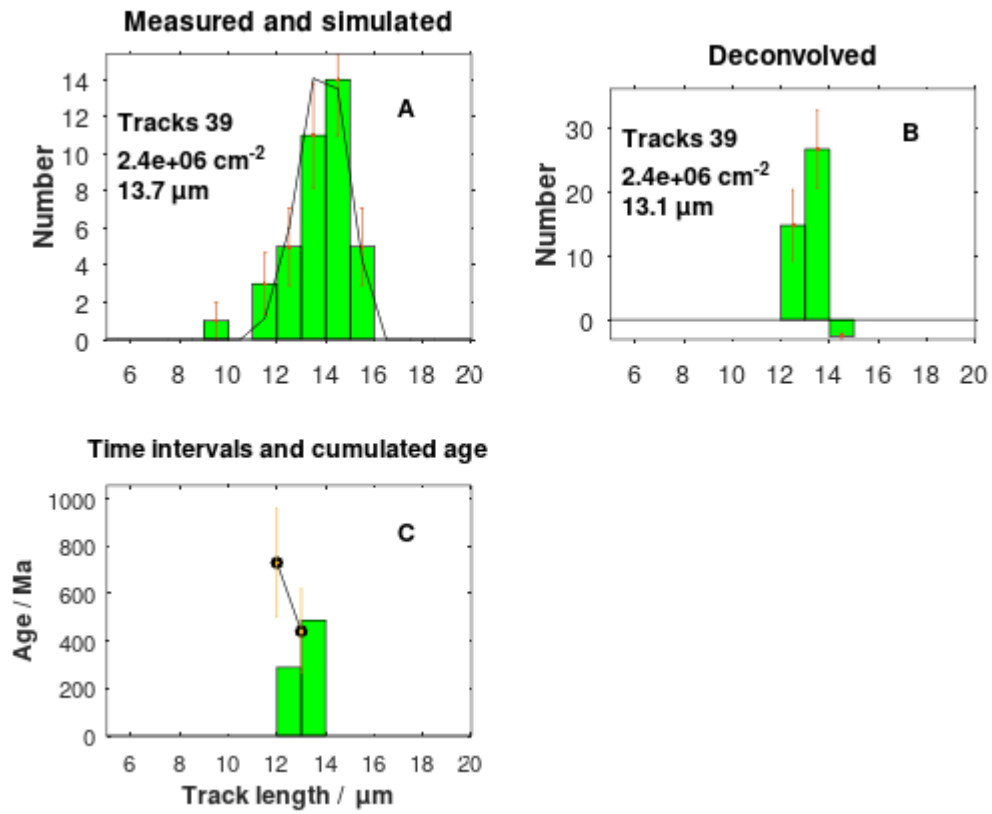 Measured and simulated
14
12
10
8
6
4
2
0
Number
Tracks 39
2.4e+06 cm-2
13.7 µm
A
6 8 10 12 14 16 18 20
Deconvolved
30
20
10
0
Number
Tracks 39
2.4e+06 cm-2
13.1 µm
B
6 8 10 12 14 16 18 20
Time intervals and cumulated age
1000
800
600
400
200
0
Age / Ma
C
6 8 10 12 14 16 18 20
Track length / µm